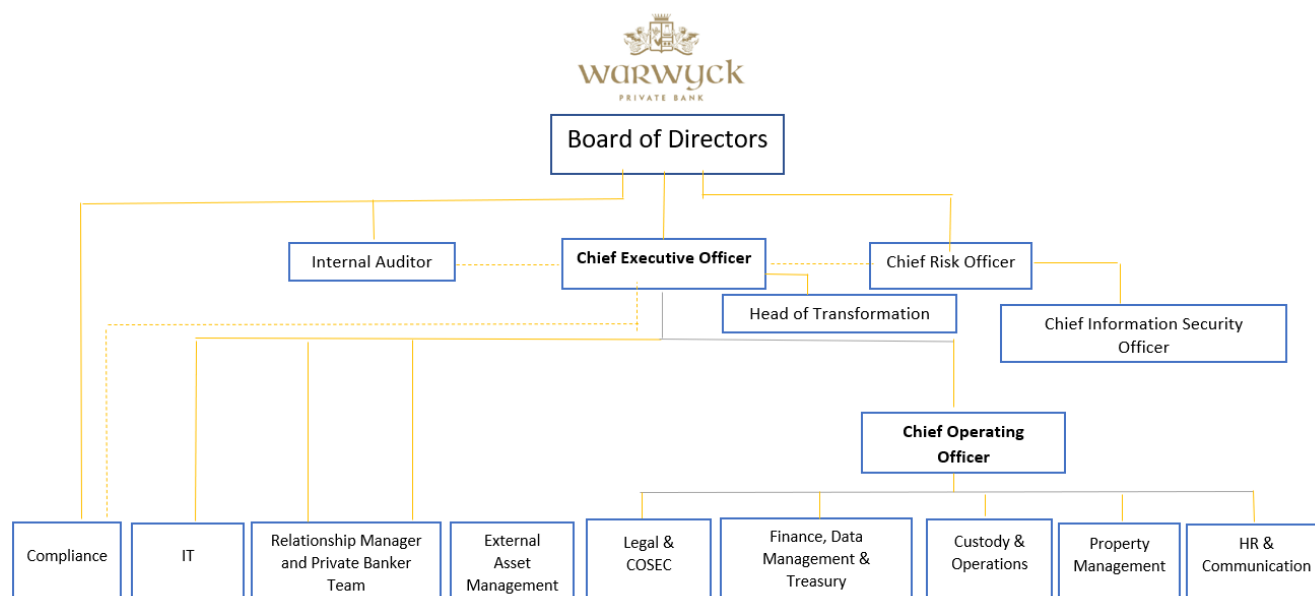 WARWYCK
PRIVATE BANK
Board of Directors
Internal Auditor
Chief Executive Officer
Chief Risk Officer
Head of Transformation
Chief Information Security
Officer
Chief Operating
Officer
Compliance
IT
Relationship Manager
and Private Banker
Team
External
Asset
Management
Legal &
COSEC
Finance, Data
Management &
Treasury
Custody &
Operations
Property
Management
HR &
Communication